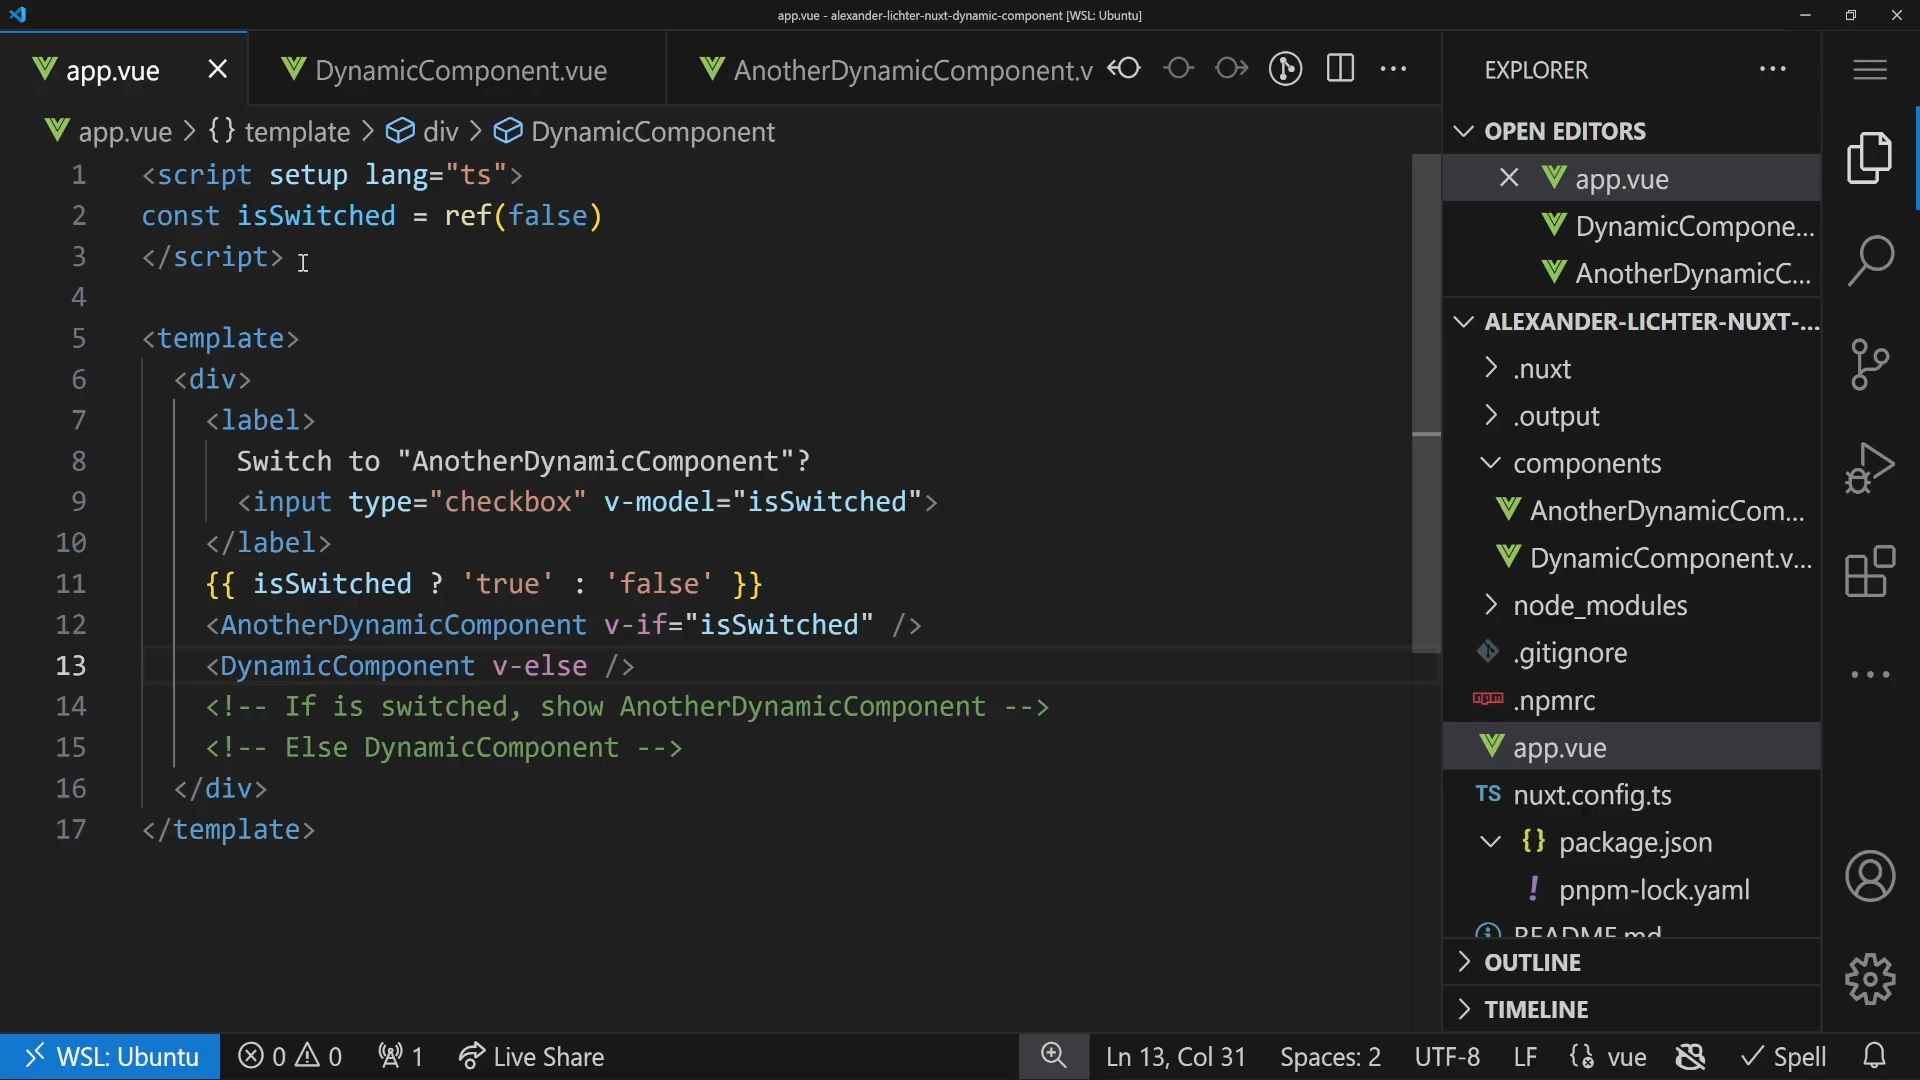 app.vue - alexander-lichter-nuxt-dynamic-component [WSL: Ubuntu]
app.vue
DynamicComponent.vue
AnotherDynamicComponent.v
app.vue > {} template > div > DynamicComponent
1 <script setup lang="ts">
2 const isSwitched = ref(false)
3 </script>
4
5 <template>
6 <div>
7 <label>
8 Switch to "AnotherDynamicComponent"?
9 <input type="checkbox" v-model="isSwitched">
10 </label>
11 {{ isSwitched ? 'true' : 'false' }}
12 <AnotherDynamicComponent v-if="isSwitched" />
13 <DynamicComponent v-else />
14 <!-- If is switched, show AnotherDynamicComponent -->
15 <!-- Else DynamicComponent -->
16 </div>
17 </template>
EXPLORER
OPEN EDITORS
app.vue
DynamicCompone...
AnotherDynamicC...
ALEXANDER-LICHTER-NUXT-...
.nuxt
.output
components
AnotherDynamicCom...
DynamicComponent.v...
node_modules
.gitignore
npm .npmrc
app.vue
TS nuxt.config.ts
{} package.json
! pnpm-lock.yaml
README.md
OUTLINE
TIMELINE
WSL: Ubuntu 0 0 1 Live Share Ln 13, Col 31 Spaces: 2 UTF-8 LF vue Spell